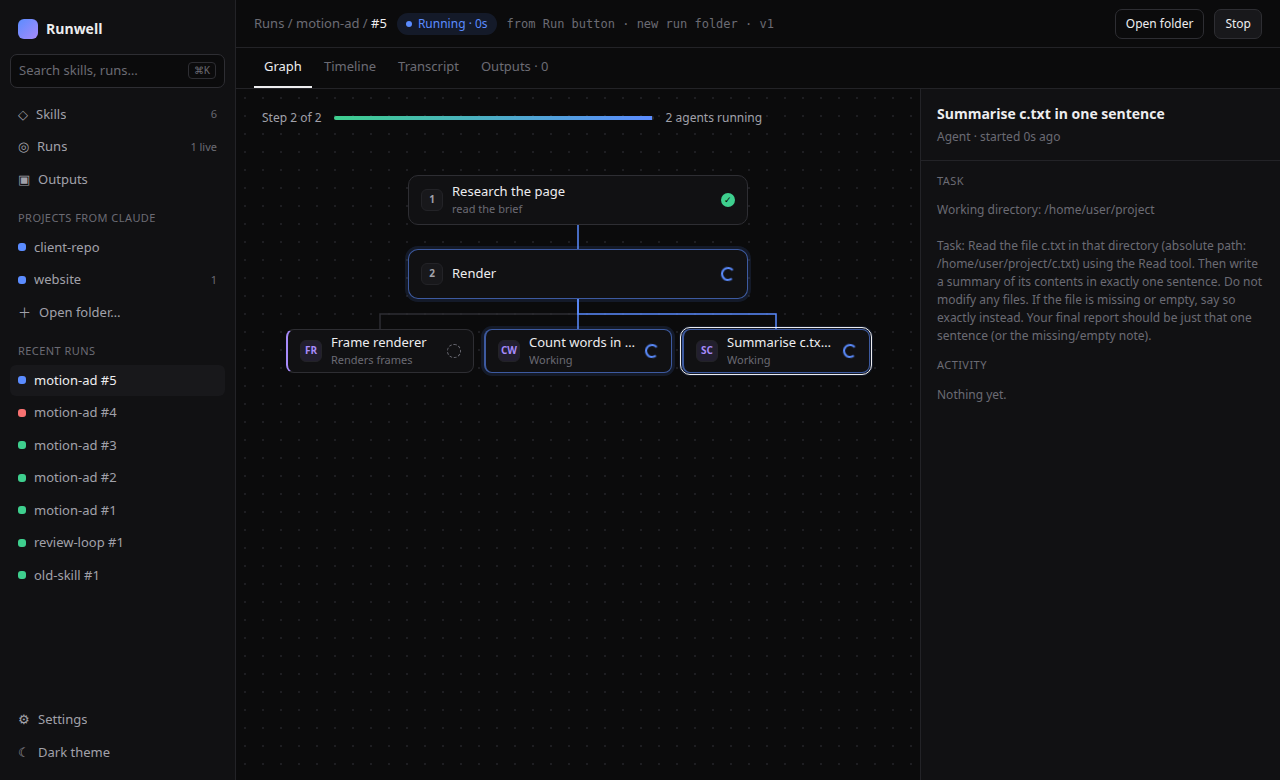 Runwell
Search skills, runs... ⌘K
Skills 6
Runs 1 live
Outputs
PROJECTS FROM CLAUDE
client-repo
website 1
Open folder...
RECENT RUNS
motion-ad #5
motion-ad #4
motion-ad #3
motion-ad #2
motion-ad #1
review-loop #1
old-skill #1
Settings
Dark theme
Runs / motion-ad / #5 Running · 0s from Run button · new run folder · v1 Open folder Stop
Graph Timeline Transcript Outputs · 0
Step 2 of 2 2 agents running
1 Research the page
read the brief
2 Render
FR Frame renderer
Renders frames
CW Count words in ...
Working
SC Summarise c.tx...
Working
Summarise c.txt in one sentence
Agent · started 0s ago
TASK
Working directory: /home/user/project
Task: Read the file c.txt in that directory (absolute path:
/home/user/project/c.txt) using the Read tool. Then write
a summary of its contents in exactly one sentence. Do not
modify any files. If the file is missing or empty, say so
exactly instead. Your final report should be just that one
sentence (or the missing/empty note).
ACTIVITY
Nothing yet.